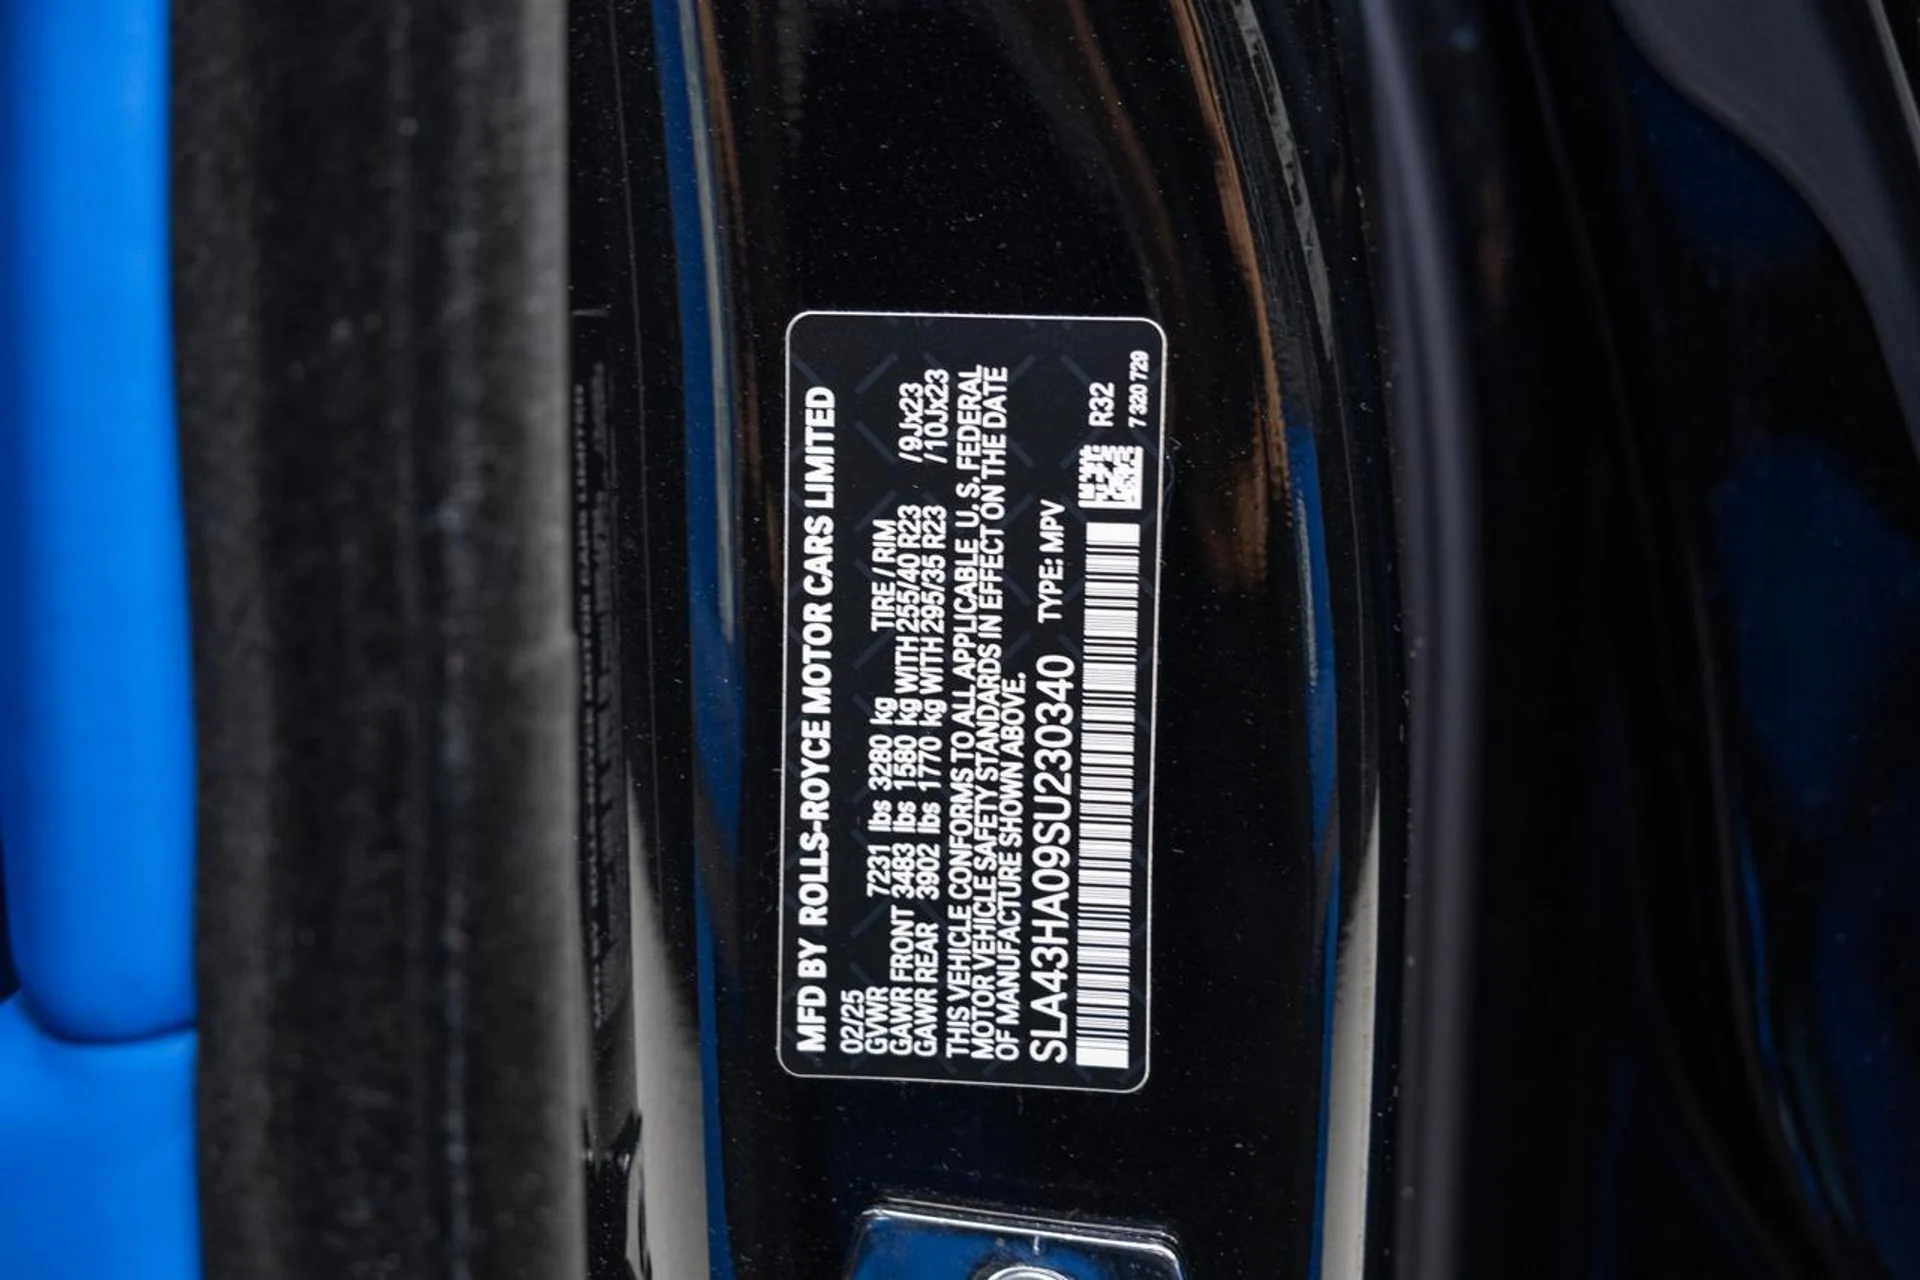 MFD BY ROLLS-ROYCE MOTOR CARS LIMITED
02/25
GVWR 7231 lbs 3280 kg TIRE / RIM
GAWR FRONT 3483 lbs 1580 kg WITH 255/40 R23 /9Jx23
GAWR REAR 3902 lbs 1770 kg WITH 295/35 R23 /10Jx23
THIS VEHICLE CONFORMS TO ALL APPLICABLE U. S. FEDERAL
MOTOR VEHICLE SAFETY STANDARDS IN EFFECT ON THE DATE
OF MANUFACTURE SHOWN ABOVE.
SLA43HA09SU230340 TYPE: MPV
R32
7 320 729